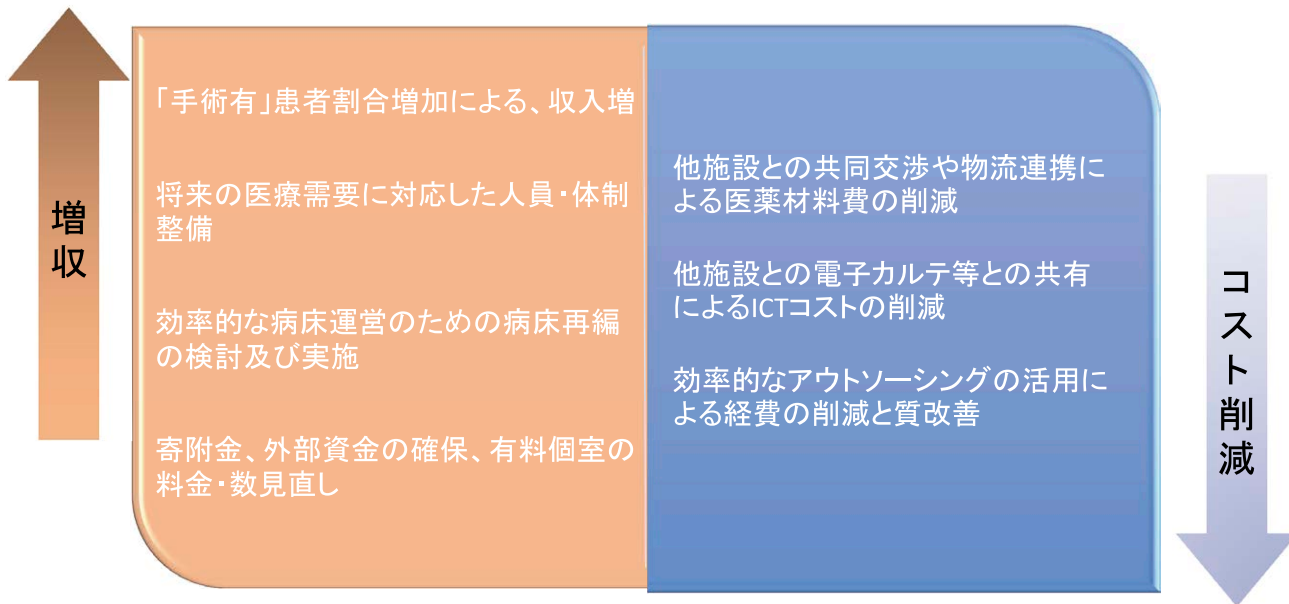 増収
「手術有」患者割合増加による、収入増
将来の医療需要に対応した人員・体制
整備
効率的な病床運営のための病床再編
の検討及び実施
寄附金、外部資金の確保、有料個室の
料金・数見直し
他施設との共同交渉や物流連携に
よる医薬材料費の削減
他施設との電子カルテ等との共有
によるICTコストの削減
効率的なアウトソーシングの活用に
よる経費の削減と質改善
コスト削減